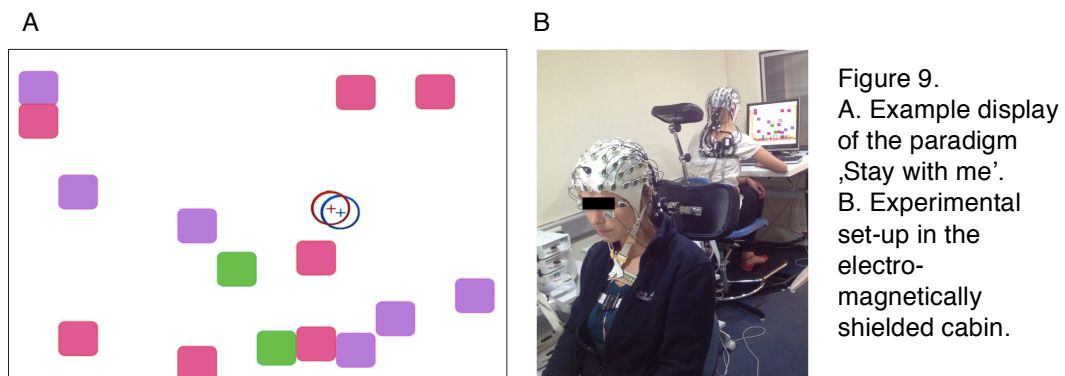 A
B
Figure 9.
A. Example display
of the paradigm
‚Stay with me’.
B. Experimental
set-up in the
electro-
magnetically
shielded cabin.